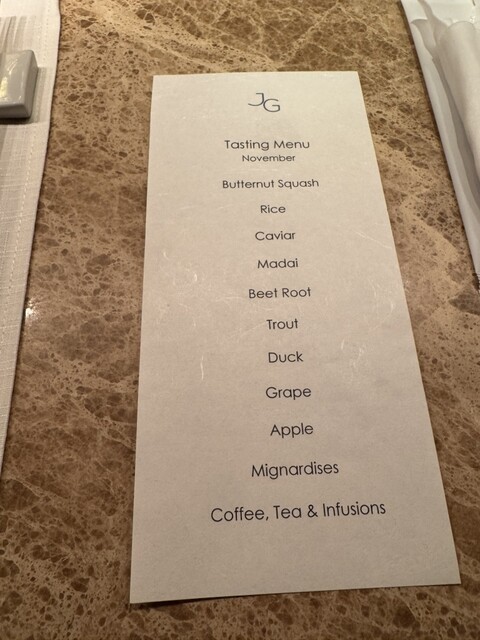 JG
Tasting Menu
November
Butternut Squash
Rice
Caviar
Madai
Beet Root
Trout
Duck
Grape
Apple
Mignardises
Coffee, Tea & Infusions